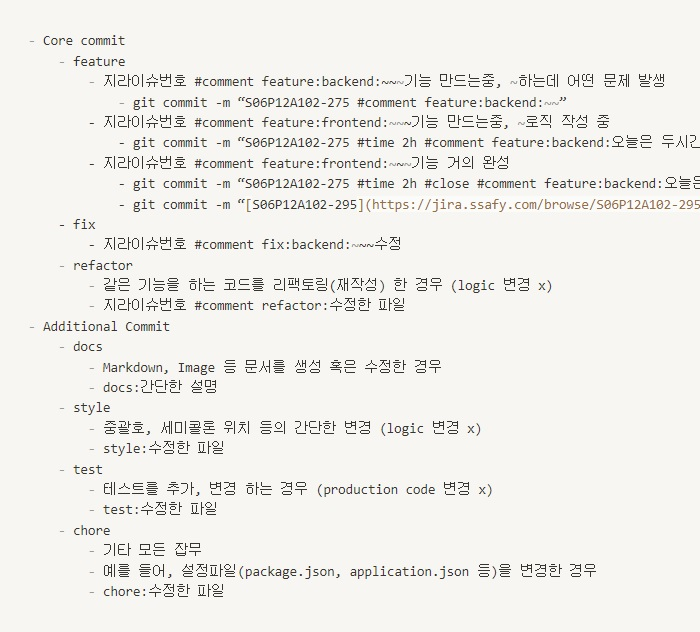 - Core commit
- feature
- 지라이슈번호 #comment feature:backend:~~~기능 만드는중, ~하는데 어떤 문제 발생
- git commit -m “S06P12A102-275 #comment feature:backend:~~”
- 지라이슈번호 #comment feature:frontend:~~~기능 만드는중, ~로직 작성 중
- git commit -m “S06P12A102-275 #time 2h #comment feature:backend:오늘은 두시간
- 지라이슈번호 #comment feature:frontend:~~~기능 거의 완성
- git commit -m “S06P12A102-275 #time 2h #close #comment feature:backend:오늘은
- git commit -m “[S06P12A102-295](https://jira.ssafy.com/browse/S06P12A102-295
- fix
- 지라이슈번호 #comment fix:backend:~~~수정
- refactor
- 같은 기능을 하는 코드를 리팩토링(재작성) 한 경우 (logic 변경 x)
- 지라이슈번호 #comment refactor:수정한 파일
- Additional Commit
- docs
- Markdown, Image 등 문서를 생성 혹은 수정한 경우
- docs:간단한 설명
- style
- 중괄호, 세미콜론 위치 등의 간단한 변경 (logic 변경 x)
- style:수정한 파일
- test
- 테스트를 추가, 변경 하는 경우 (production code 변경 x)
- test:수정한 파일
- chore
- 기타 모든 잡무
- 예를 들어, 설정파일(package.json, application.json 등)을 변경한 경우
- chore:수정한 파일